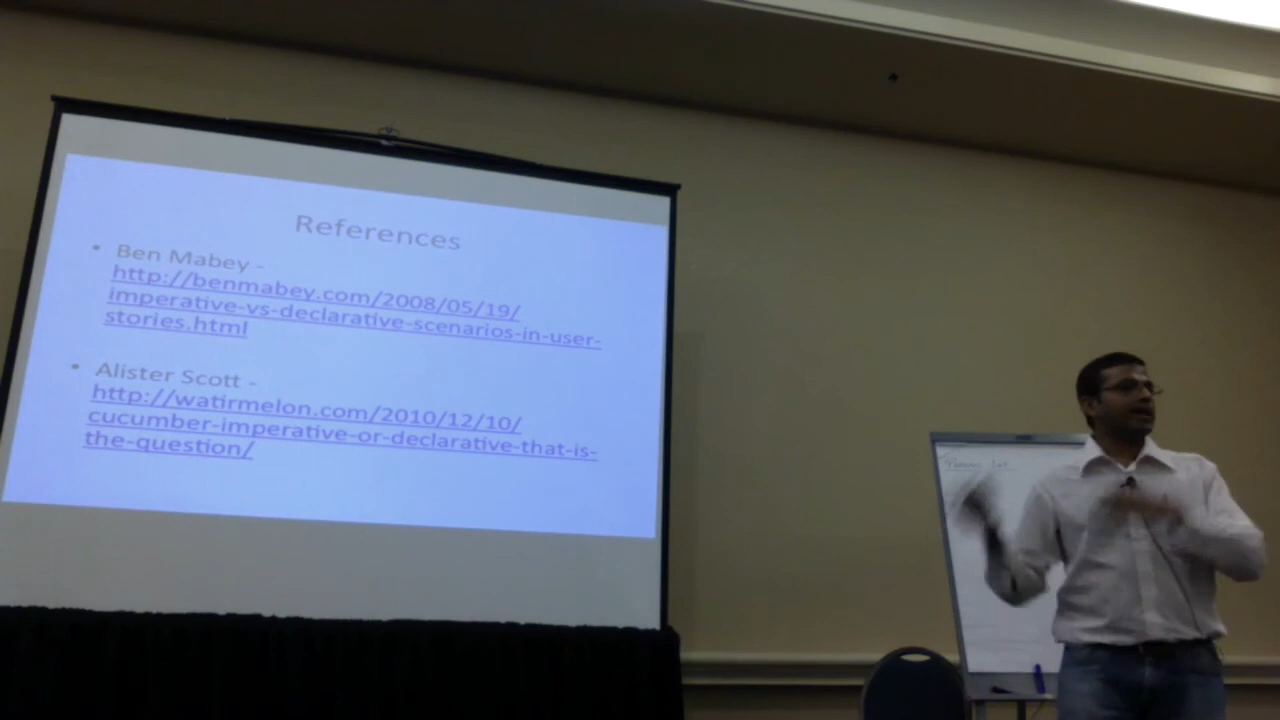 References
• Ben Mabey -
http://benmabey.com/2008/05/19/
imperative-vs-declarative-scenarios-in-user-
stories.html
• Alister Scott -
http://watirmelon.com/2010/12/10/
cucumber-imperative-or-declarative-that-is-
the-question/